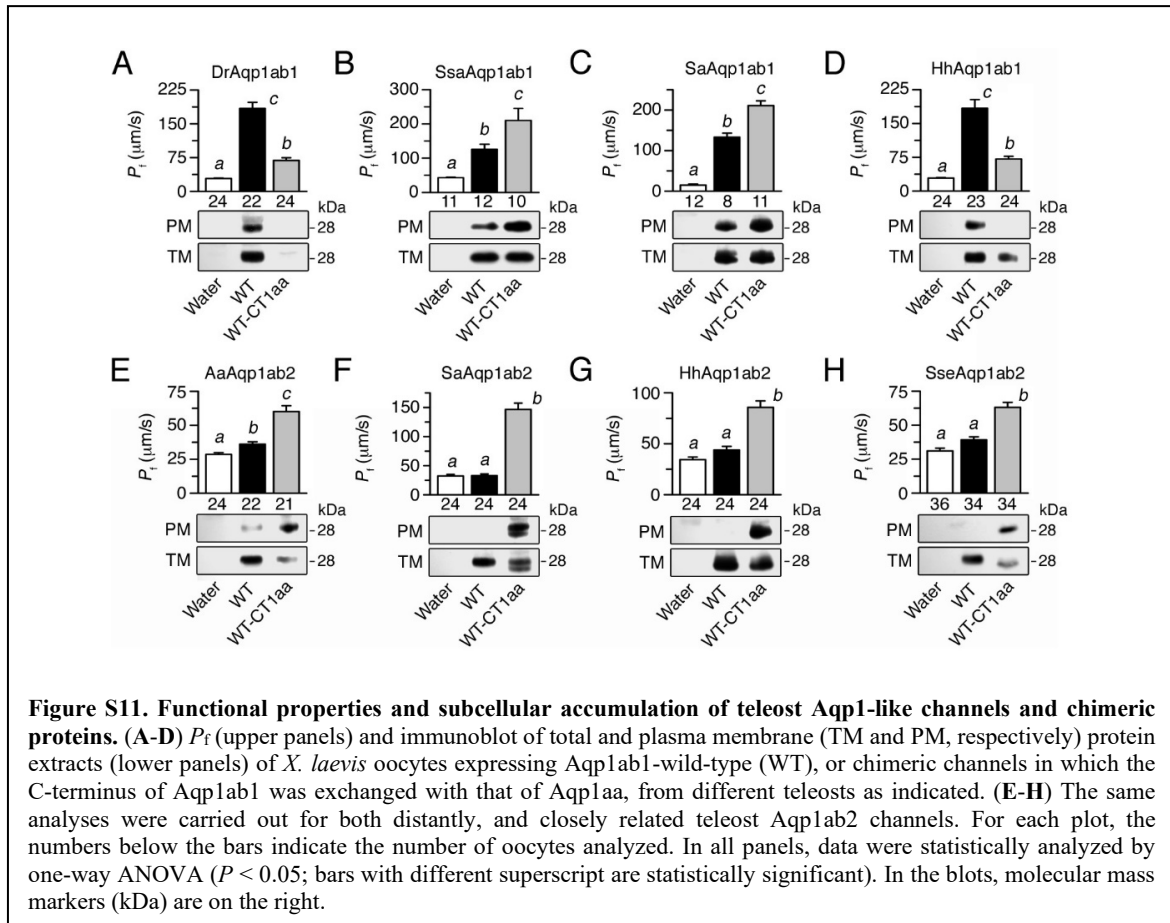 A
DrAqp1ab1
225
150
75
0
Pf (µm/s)
a
c
b
24 22 24
kDa
PM
28
TM
28
Water
WT
WT-CT1aa
B
SsaAqp1ab1
300
200
100
0
Pf (µm/s)
a
b
c
11 12 10
kDa
PM
28
TM
28
Water
WT
WT-CT1aa
C
SaAqp1ab1
250
200
150
100
50
0
Pf (µm/s)
a
b
c
12 8 11
kDa
PM
28
TM
28
Water
WT
WT-CT1aa
D
HhAqp1ab1
225
150
75
0
Pf (µm/s)
a
c
b
24 23 24
kDa
PM
28
TM
28
Water
WT
WT-CT1aa
E
AaAqp1ab2
75
50
25
0
Pf (µm/s)
a
b
c
24 22 21
kDa
PM
28
TM
28
Water
WT
WT-CT1aa
F
SaAqp1ab2
150
100
50
0
Pf (µm/s)
a
a
b
24 24 24
kDa
PM
28
TM
28
Water
WT
WT-CT1aa
G
HhAqp1ab2
100
50
0
Pf (µm/s)
a
a
b
24 24 24
kDa
PM
28
TM
28
Water
WT
WT-CT1aa
H
SseAqp1ab2
75
50
25
0
Pf (µm/s)
a
a
b
36 34 34
kDa
PM
28
TM
28
Water
WT
WT-CT1aa
Figure S11. Functional properties and subcellular accumulation of teleost Aqp1-like channels and chimeric
proteins. (A-D) Pf (upper panels) and immunoblot of total and plasma membrane (TM and PM, respectively) protein
extracts (lower panels) of X. laevis oocytes expressing Aqp1ab1-wild-type (WT), or chimeric channels in which the
C-terminus of Aqp1ab1 was exchanged with that of Aqp1aa, from different teleosts as indicated. (E-H) The same
analyses were carried out for both distantly, and closely related teleost Aqp1ab2 channels. For each plot, the
numbers below the bars indicate the number of oocytes analyzed. In all panels, data were statistically analyzed by
one-way ANOVA (P < 0.05; bars with different superscript are statistically significant). In the blots, molecular mass
markers (kDa) are on the right.